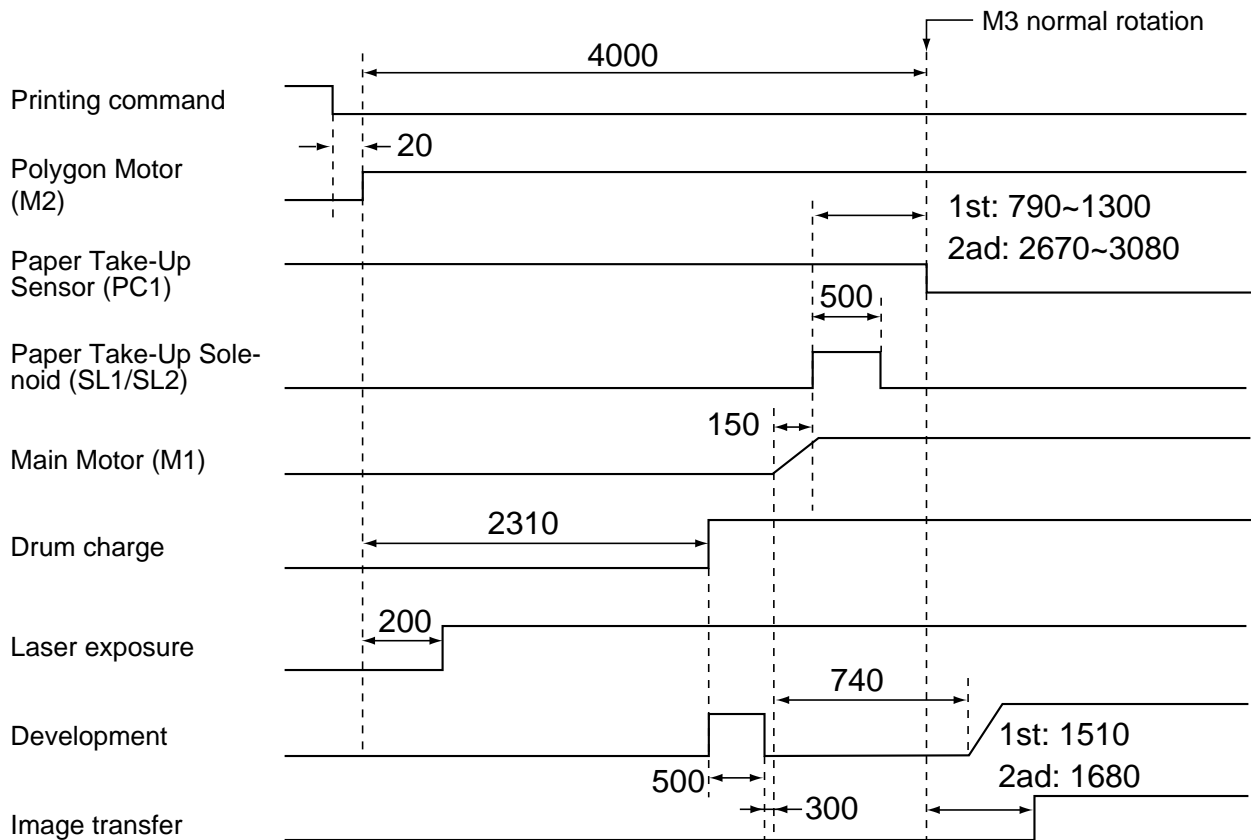 M3 normal rotation
4000
Printing command
20
Polygon Motor
(M2)
1st: 790~1300
2ad: 2670~3080
Paper Take-Up
Sensor (PC1)
500
Paper Take-Up Sole-
noid (SL1/SL2)
150
Main Motor (M1)
2310
Drum charge
200
Laser exposure
740
Development
1st: 1510
2ad: 1680
500
300
Image transfer